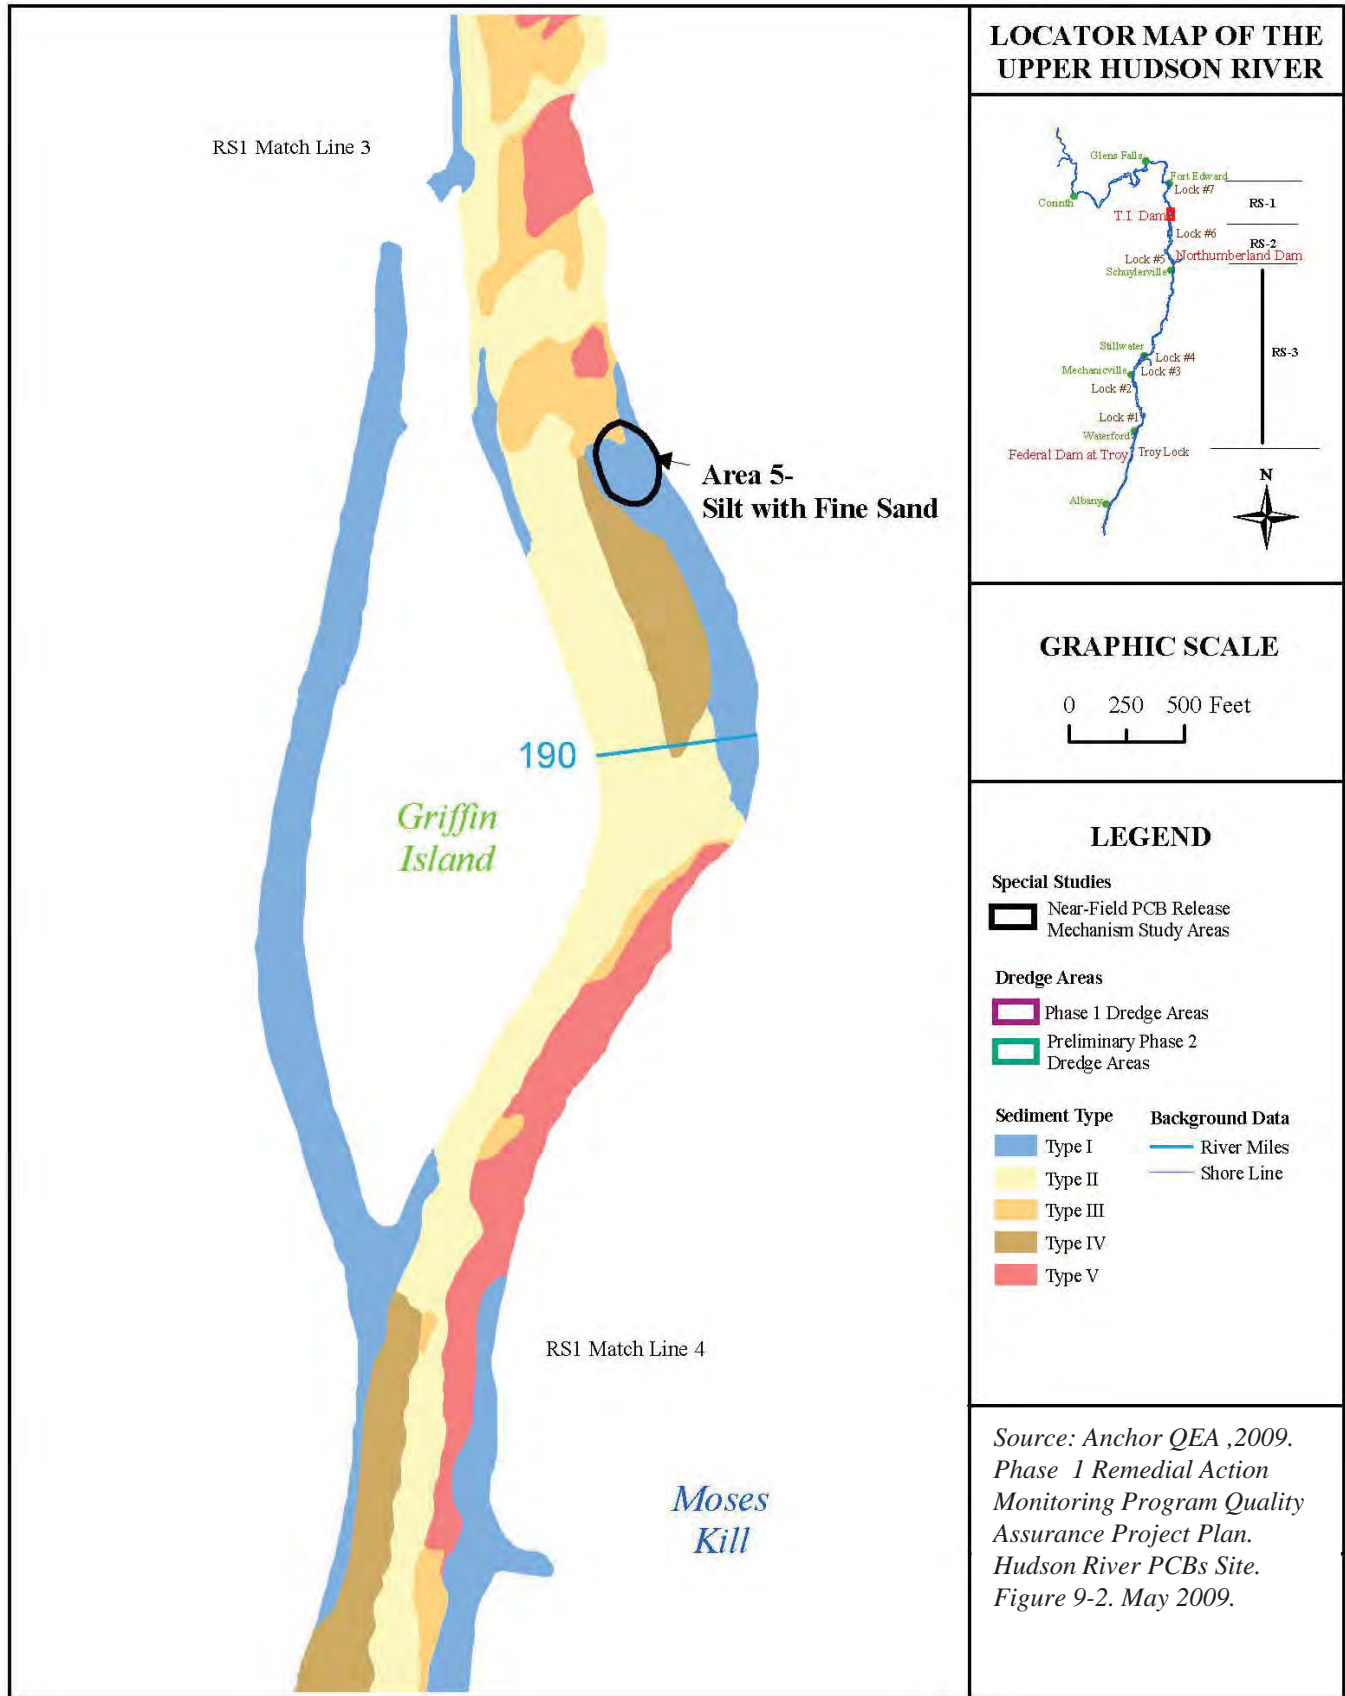 RS1 Match Line 3
Area 5-
Silt with Fine Sand
190
Griffin
Island
RS1 Match Line 4
Moses
Kill
LOCATOR MAP OF THE
UPPER HUDSON RIVER
Glens Falls
Fort Edward
Lock #7
Corinth
RS-1
T.I. Dam
Lock #6
RS-2
Lock #5
Northumberland Dam
Schuylerville
Stillwater
Lock #4
RS-3
Lock #3
Mechanicville
Lock #2
Lock #1
Waterford
Federal Dam at Troy
Troy Lock
N
Albany
GRAPHIC SCALE
0 250 500 Feet
LEGEND
Special Studies
Near-Field PCB Release
Mechanism Study Areas
Dredge Areas
Phase 1 Dredge Areas
Preliminary Phase 2
Dredge Areas
Sediment Type
Type I
Type II
Type III
Type IV
Type V
Background Data
River Miles
Shore Line
Source: Anchor QEA ,2009.
Phase 1 Remedial Action
Monitoring Program Quality
Assurance Project Plan.
Hudson River PCBs Site.
Figure 9-2. May 2009.